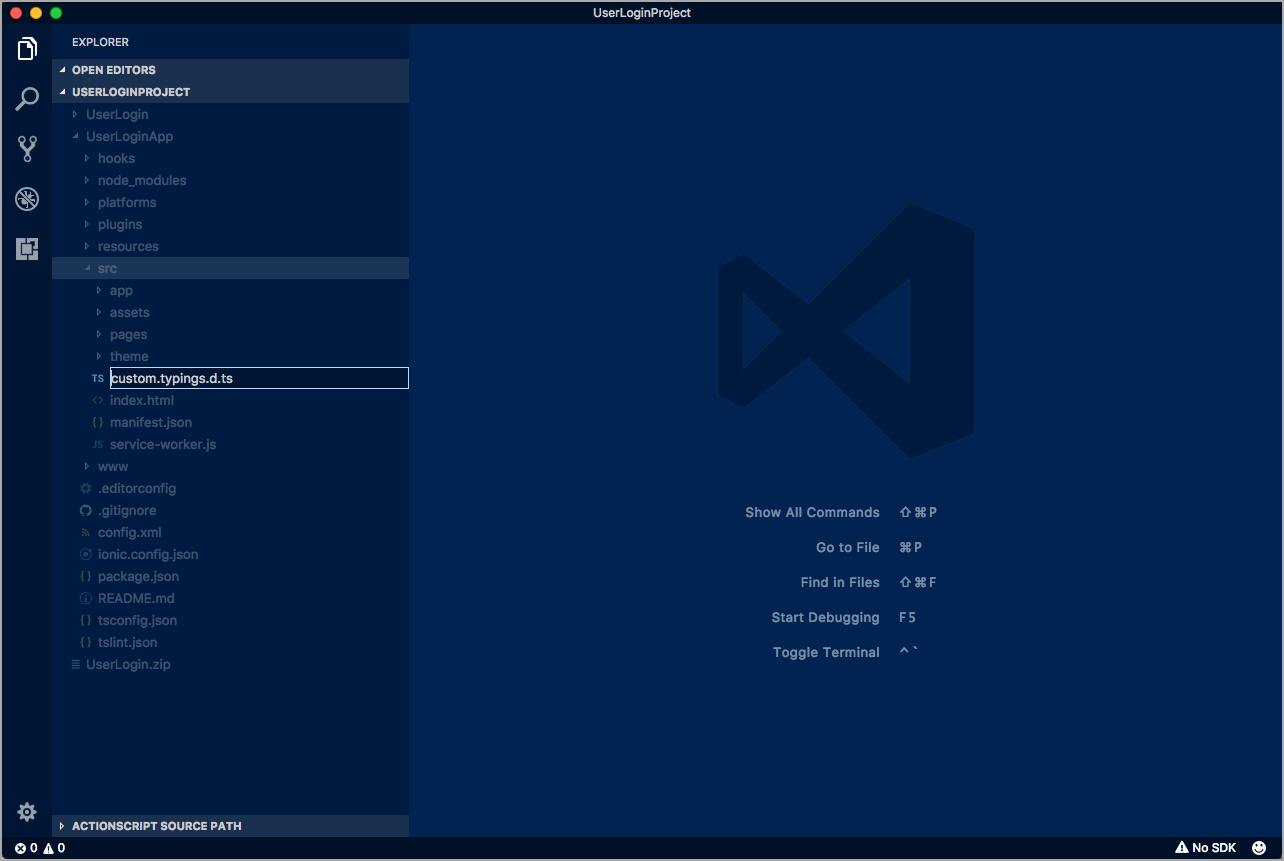 UserLoginProject
EXPLORER
OPEN EDITORS
USERLOGINPROJECT
UserLogin
UserLoginApp
hooks
node_modules
platforms
plugins
resources
src
app
assets
pages
theme
TS custom.typings.d.ts
<> index.html
{} manifest.json
JS service-worker.js
www
.editorconfig
.gitignore
config.xml
ionic.config.json
{} package.json
README.md
{} tsconfig.json
{} tslint.json
UserLogin.zip
ACTIONSCRIPT SOURCE PATH
Show All Commands ⇧⌘P
Go to File ⌘P
Find in Files ⇧⌘F
Start Debugging F5
Toggle Terminal ^`
0 0 No SDK